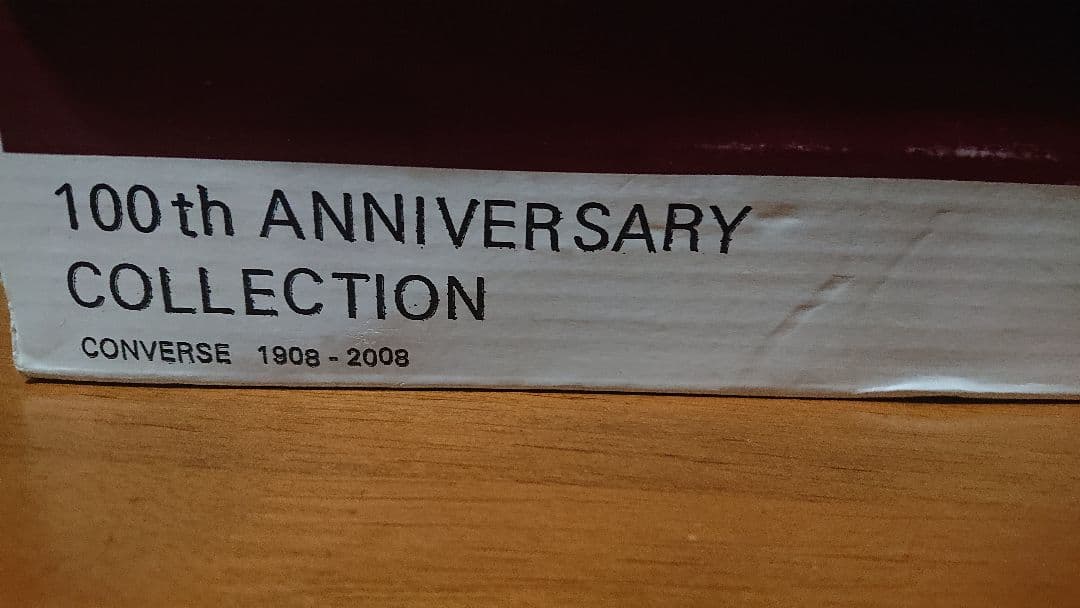 100th ANNIVERSARY
COLLECTION
CONVERSE 1908 - 2008